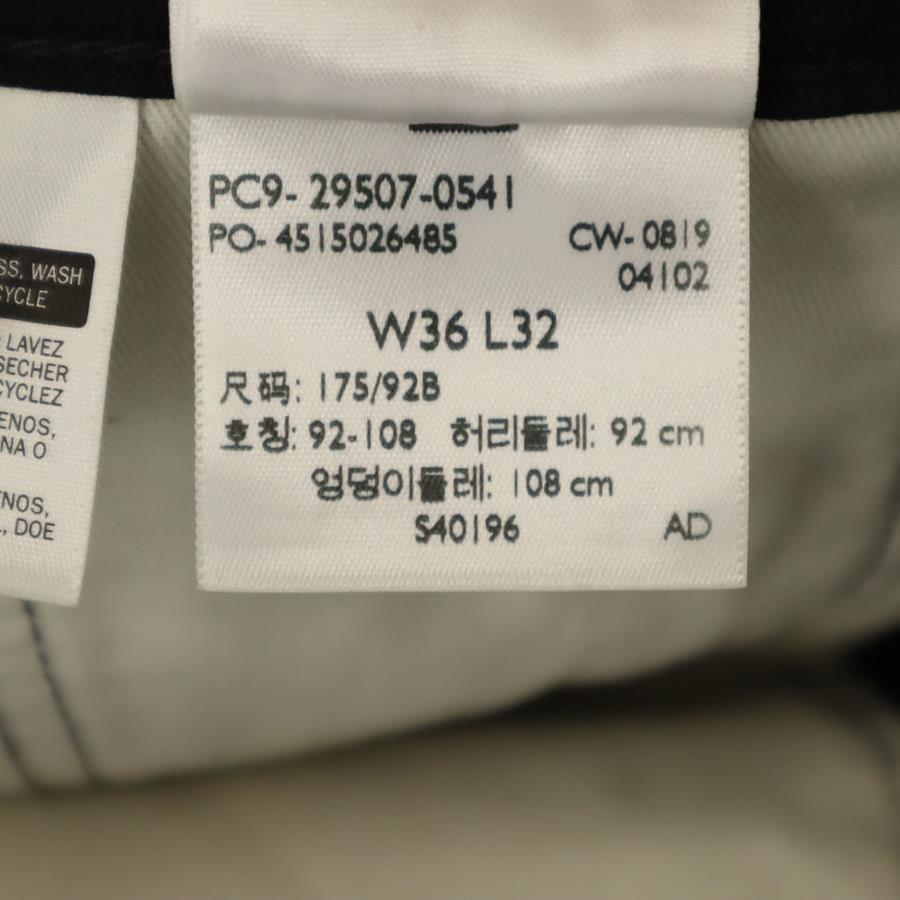 PC9- 29507-0541
PO- 4515026485
CW- 0819
04102
W36 L32
尺码: 175/92B
호칭: 92-108 허리둘레: 92 cm
엉덩이둘레: 108 cm
S40196 AD
SS, WASH
CYCLE
LAVEZ
SECHER
CYCLEZ
ENOS,
NA O
NOS,
, DOE